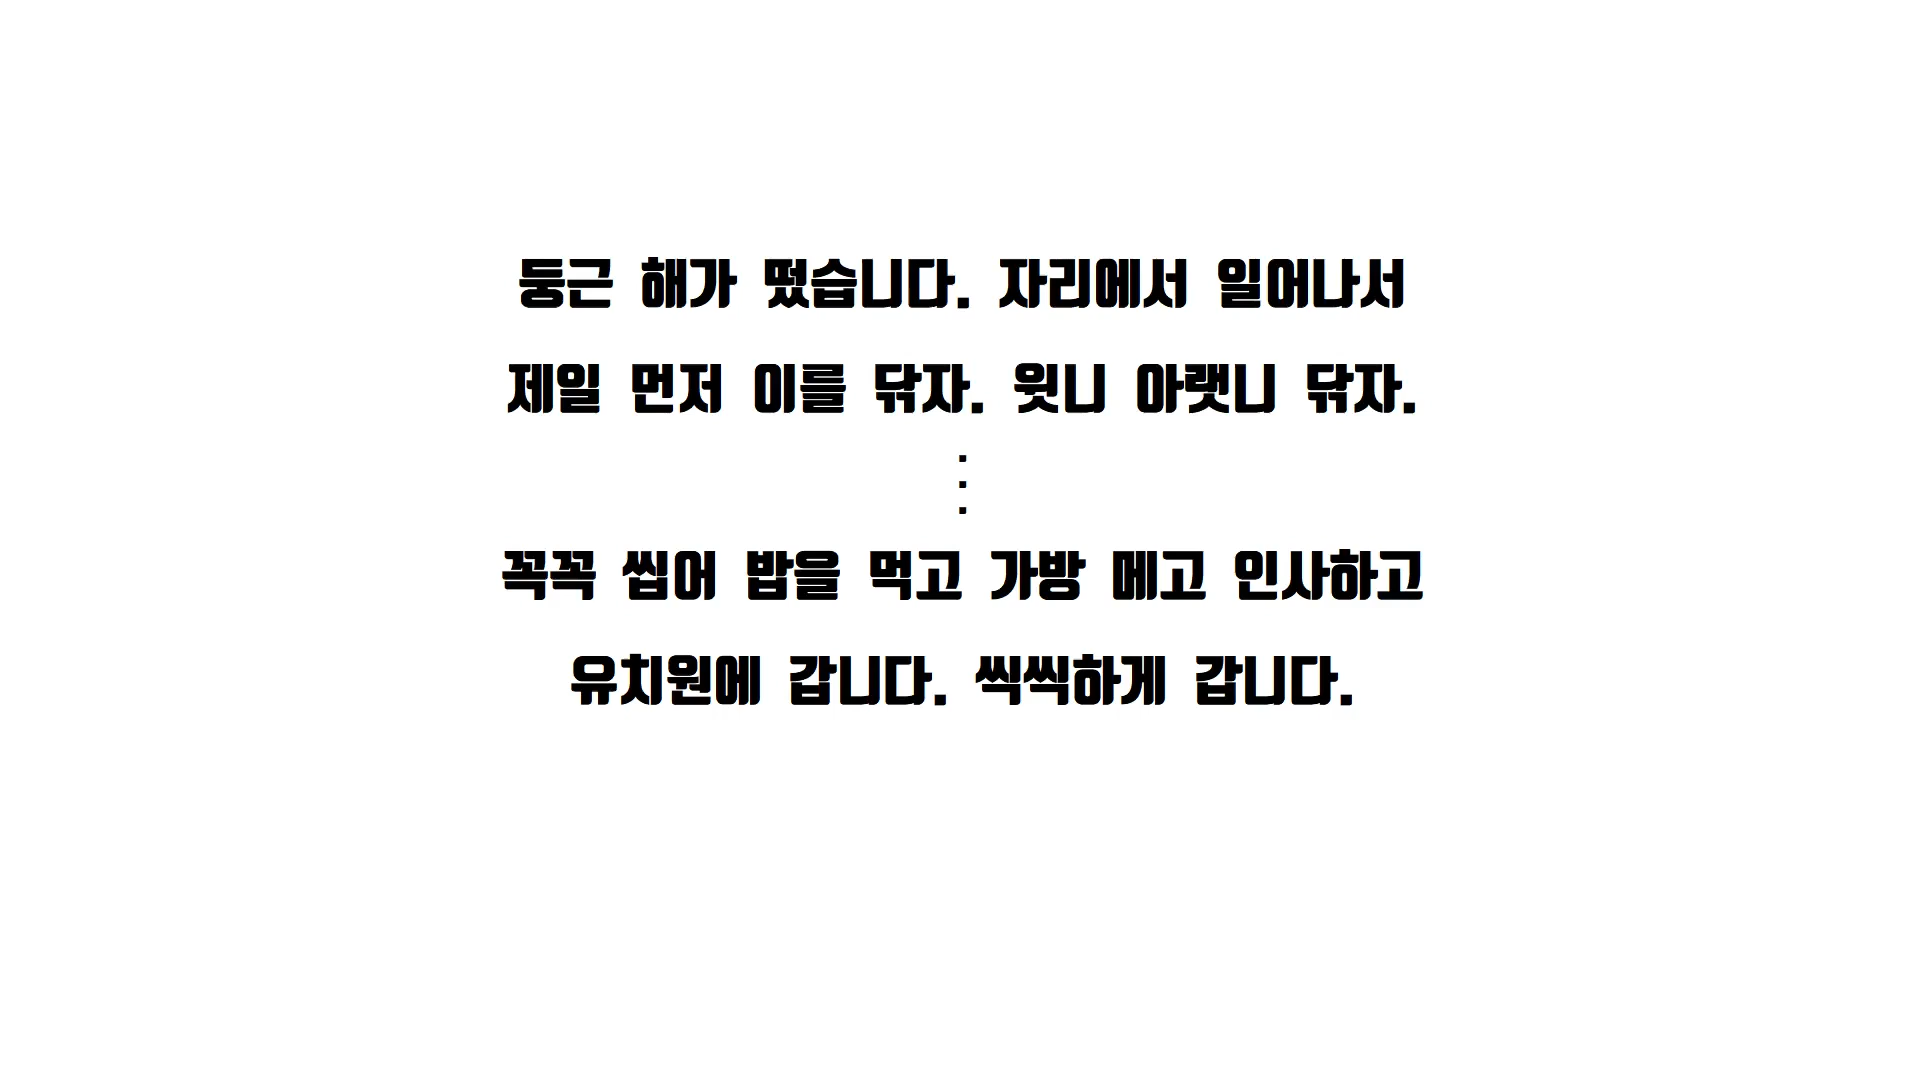 둥근 해가 떴습니다. 자리에서 일어나서
제일 먼저 이를 닦자. 윗니 아랫니 닦자.
.
.
.
꼭꼭 씹어 밥을 먹고 가방 메고 인사하고
유치원에 갑니다. 씩씩하게 갑니다.